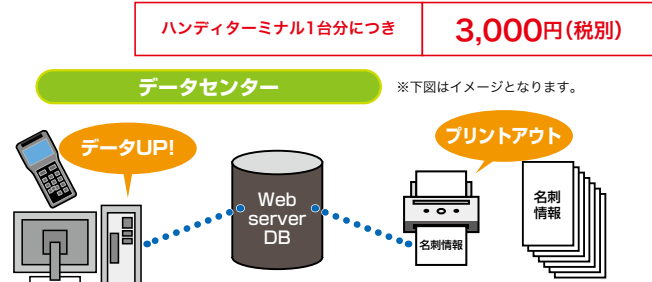 ハンディターミナル1台分につき 3,000円(税別)
データセンター ※下図はイメージとなります。
データUP!
プリントアウト
Web
server
DB
名刺情報
名刺
情報